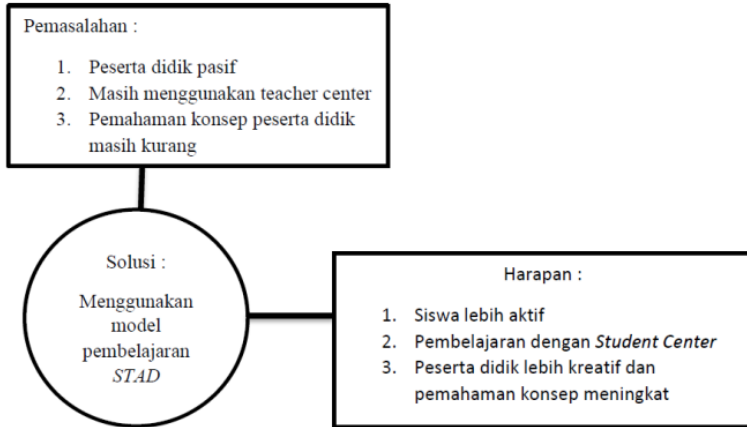 Pemasalahan :
1. Peserta didik pasif
2. Masih menggunakan teacher center
3. Pemahaman konsep peserta didik
masih kurang
Solusi :
Menggunakan
model
pembelajaran
STAD
Harapan :
1. Siswa lebih aktif
2. Pembelajaran dengan Student Center
3. Peserta didik lebih kreatif dan
pemahaman konsep meningkat